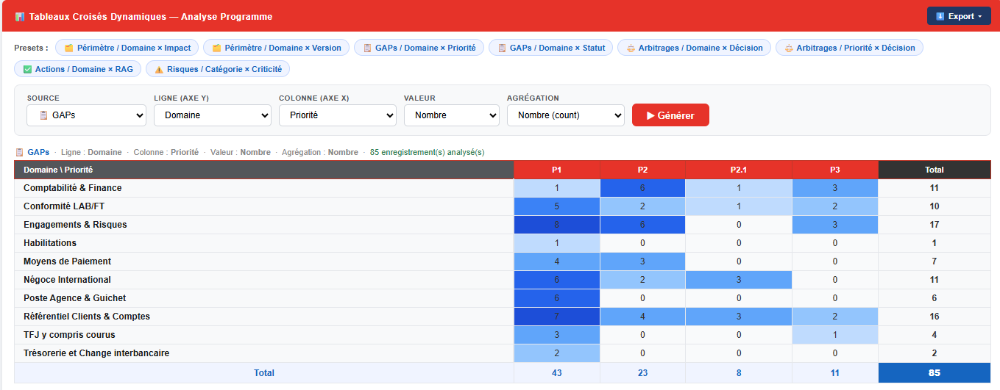 Tableaux Croisés Dynamiques — Analyse Programme
Export
Presets :
Périmètre / Domaine × Impact
Périmètre / Domaine × Version
GAPs / Domaine × Priorité
GAPs / Domaine × Statut
Arbitrages / Domaine × Décision
Arbitrages / Priorité × Décision
Actions / Domaine × RAG
Risques / Catégorie × Criticité
SOURCE LIGNE (AXE Y) COLONNE (AXE X) VALEUR AGRÉGATION
GAPs Domaine Priorité Nombre Nombre (count) ▶ Générer
GAPs · Ligne : Domaine · Colonne : Priorité · Valeur : Nombre · Agrégation : Nombre · 85 enregistrement(s) analysé(s)
Domaine \ Priorité P1 P2 P2.1 P3 Total
Comptabilité & Finance 1 6 1 3 11
Conformité LAB/FT 5 2 1 2 10
Engagements & Risques 8 6 0 3 17
Habilitations 1 0 0 0 1
Moyens de Paiement 4 3 0 0 7
Négoce International 6 2 3 0 11
Poste Agence & Guichet 6 0 0 0 6
Référentiel Clients & Comptes 7 4 3 2 16
TFJ y compris courus 3 0 0 1 4
Trésorerie et Change interbancaire 2 0 0 0 2
Total 43 23 8 11 85